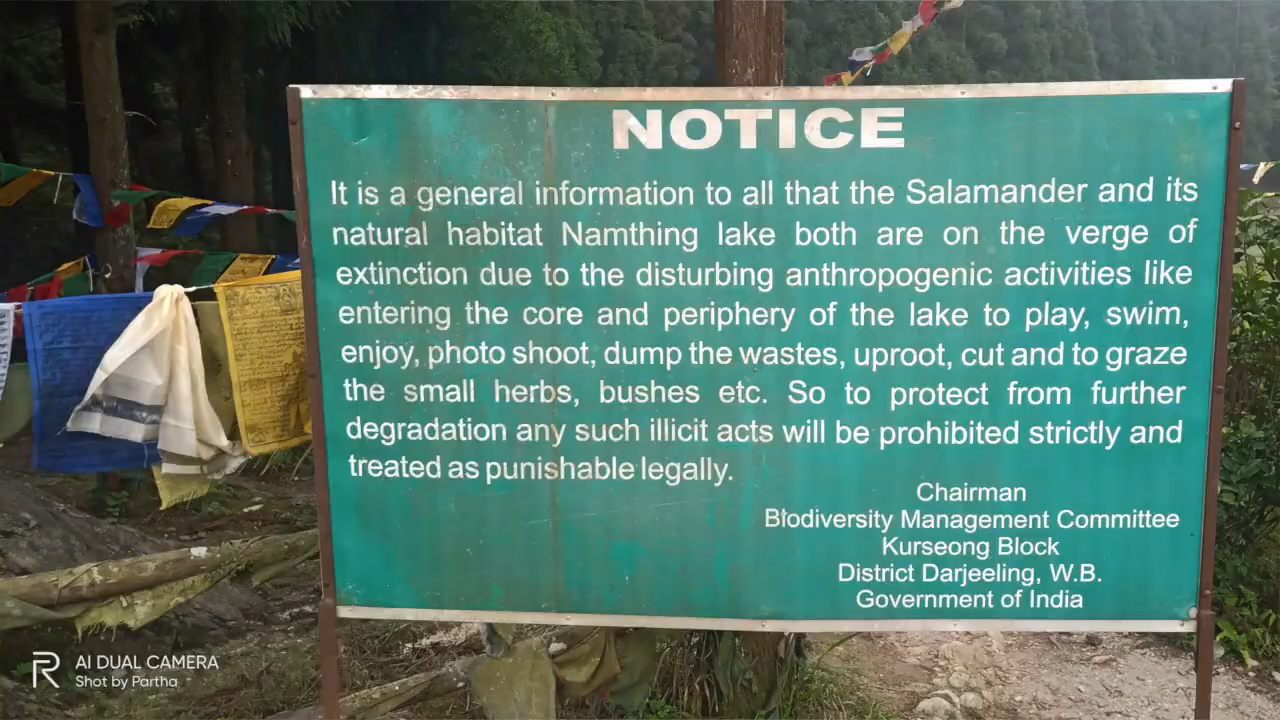 NOTICE
It is a general information to all that the Salamander and its
natural habitat Namthing lake both are on the verge of
extinction due to the disturbing anthropogenic activities like
entering the core and periphery of the lake to play, swim,
enjoy, photo shoot, dump the wastes, uproot, cut and to graze
the small herbs, bushes etc. So to protect from further
degradation any such illicit acts will be prohibited strictly and
treated as punishable legally.
Chairman
Biodiversity Management Committee
Kurseong Block
District Darjeeling, W.B.
Government of India
R AI DUAL CAMERA
Shot by Partha